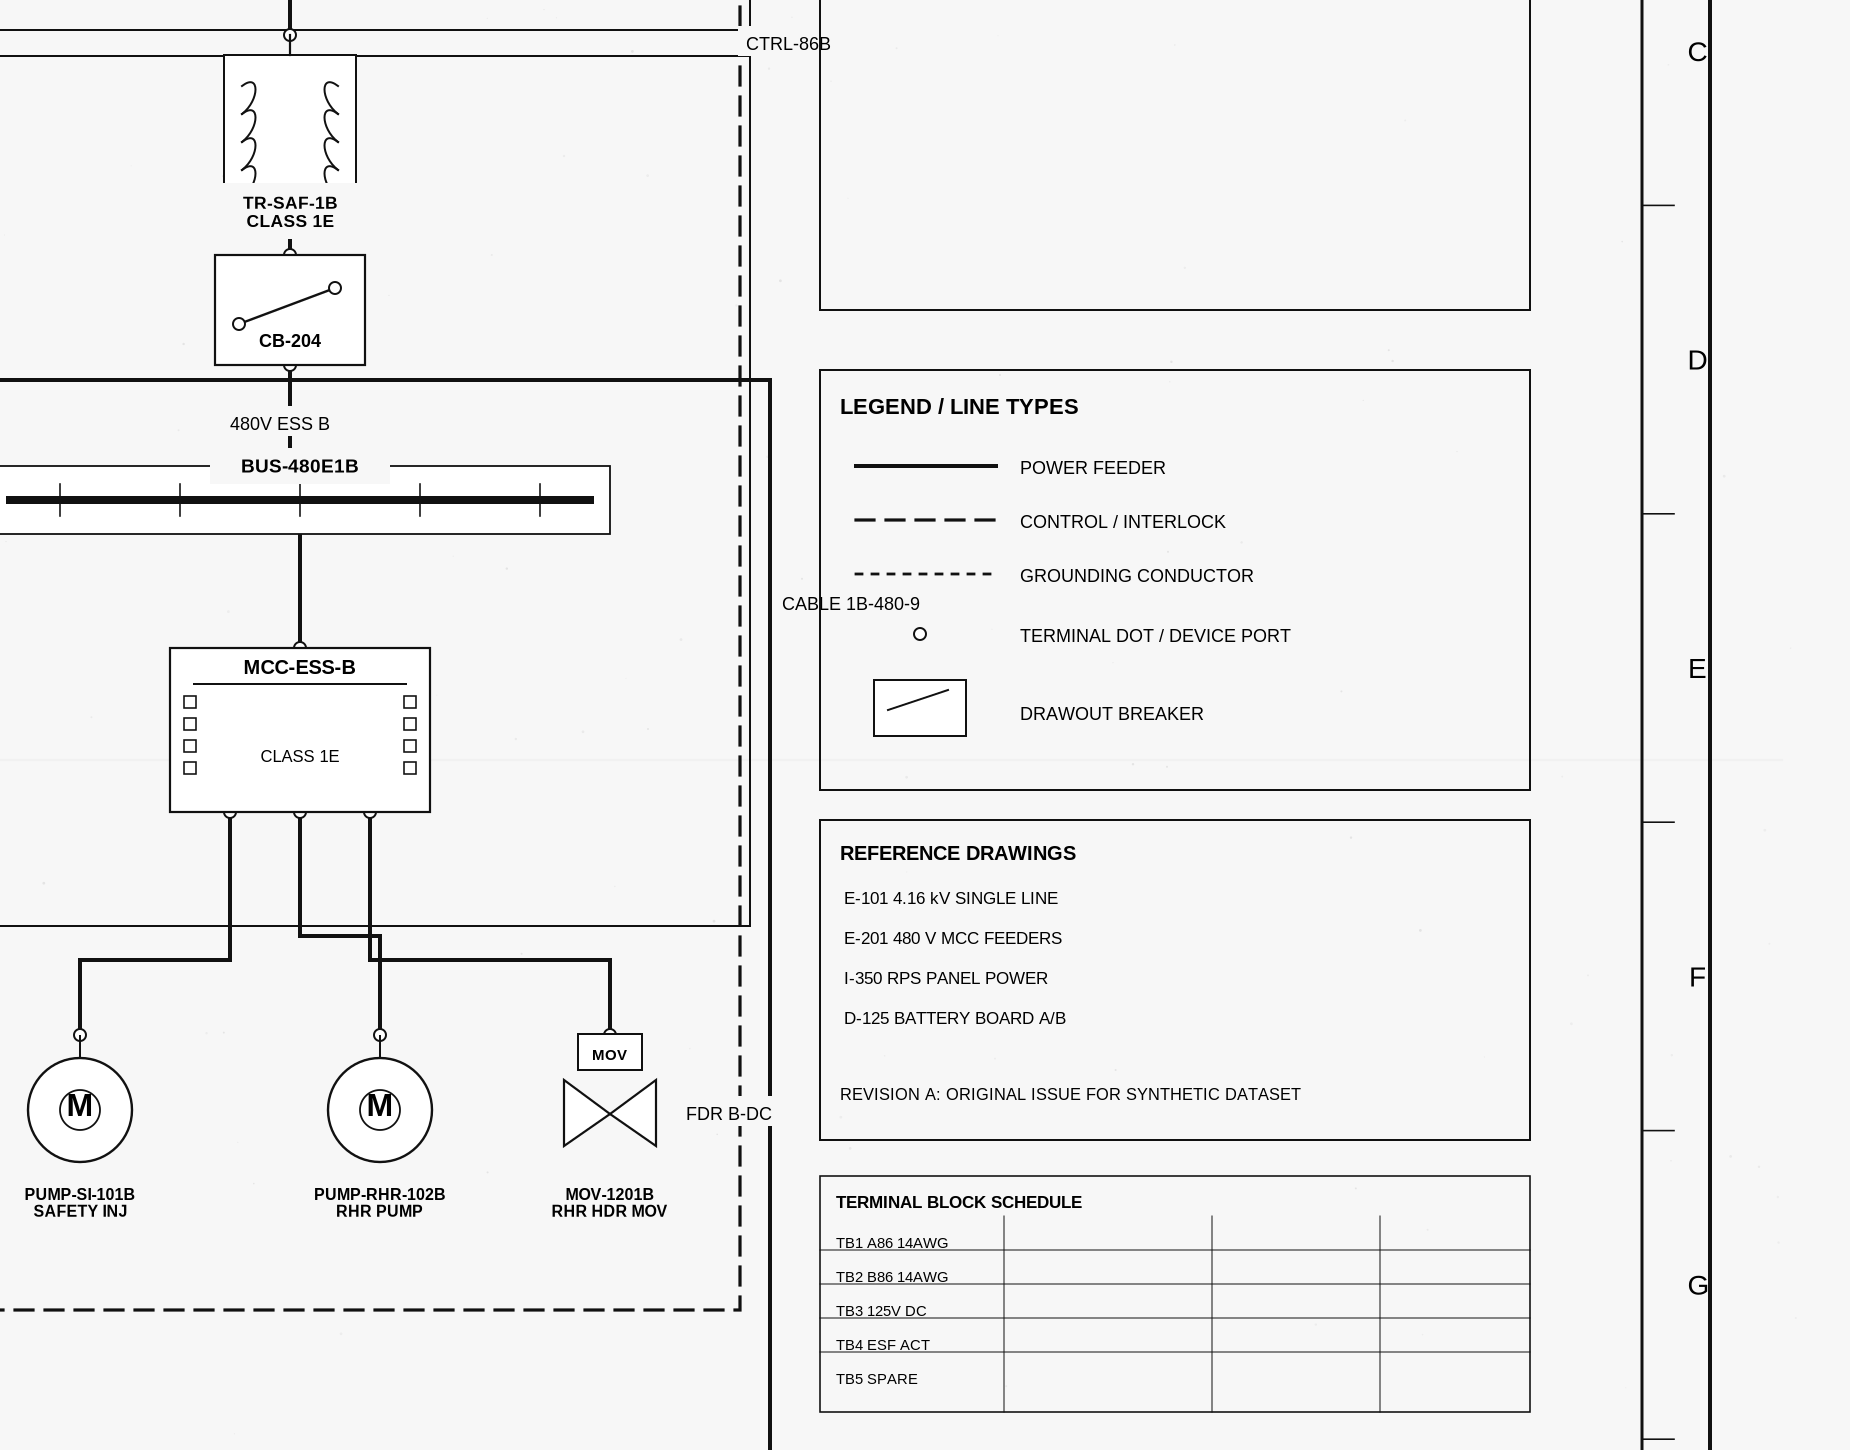 CTRL-86B
C
TR-SAF-1B
CLASS 1E
CB-204
D
480V ESS B
BUS-480E1B
LEGEND / LINE TYPES
POWER FEEDER
CONTROL / INTERLOCK
GROUNDING CONDUCTOR
CABLE 1B-480-9
TERMINAL DOT / DEVICE PORT
DRAWOUT BREAKER
MCC-ESS-B
CLASS 1E
E
REFERENCE DRAWINGS
E-101 4.16 kV SINGLE LINE
E-201 480 V MCC FEEDERS
I-350 RPS PANEL POWER
D-125 BATTERY BOARD A/B
REVISION A: ORIGINAL ISSUE FOR SYNTHETIC DATASET
F
MOV
M
M
FDR B-DC
PUMP-SI-101B
SAFETY INJ
PUMP-RHR-102B
RHR PUMP
MOV-1201B
RHR HDR MOV
TERMINAL BLOCK SCHEDULE
TB1 A86 14AWG
TB2 B86 14AWG
TB3 125V DC
TB4 ESF ACT
TB5 SPARE
G